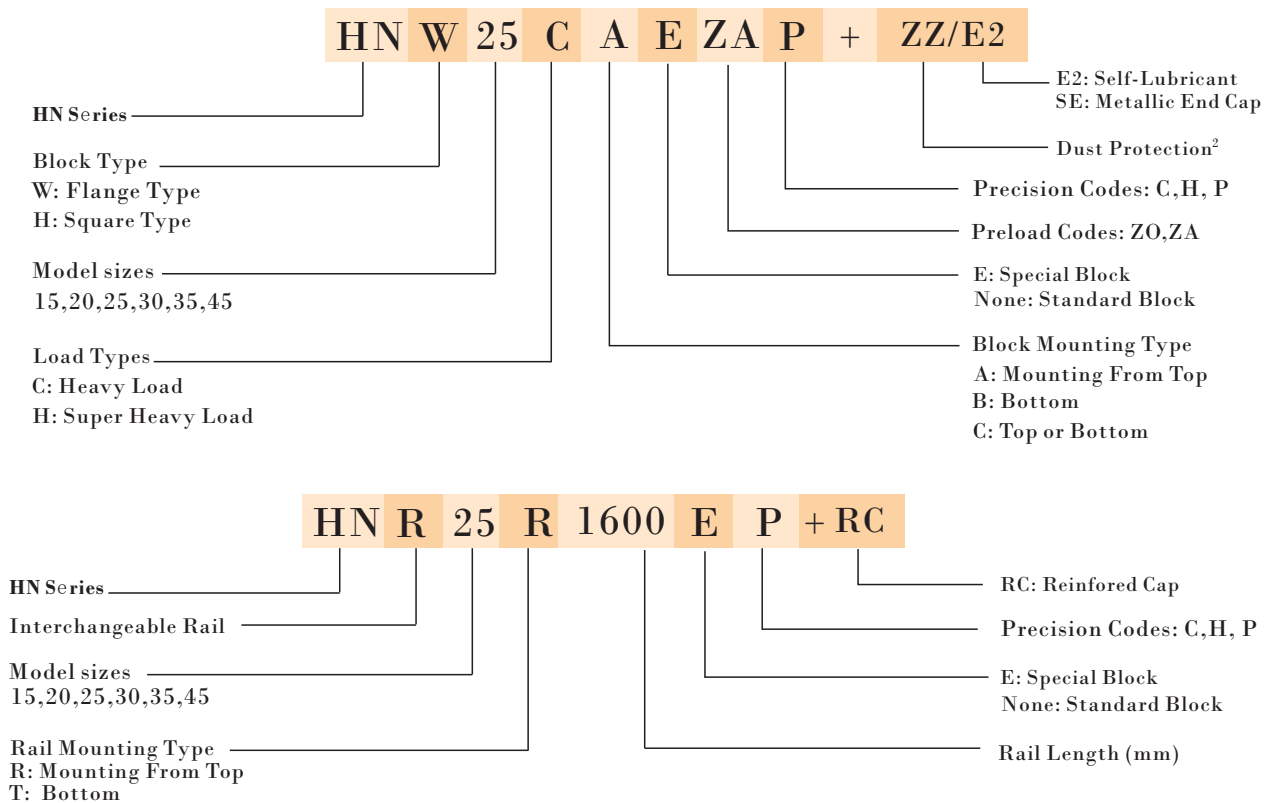 HN W 25 C A E ZA P + ZZ/E2
HN Series
Block Type
W: Flange Type
H: Square Type
Model sizes
15,20,25,30,35,45
Load Types
C: Heavy Load
H: Super Heavy Load
E2: Self-Lubricant
SE: Metallic End Cap
Dust Protection²
Precision Codes: C,H, P
Preload Codes: ZO,ZA
E: Special Block
None: Standard Block
Block Mounting Type
A: Mounting From Top
B: Bottom
C: Top or Bottom
HN R 25 R 1600 E P + RC
HN Series
Interchangeable Rail
Model sizes
15,20,25,30,35,45
Rail Mounting Type
R: Mounting From Top
T: Bottom
RC: Reinfored Cap
Precision Codes: C,H, P
E: Special Block
None: Standard Block
Rail Length (mm)